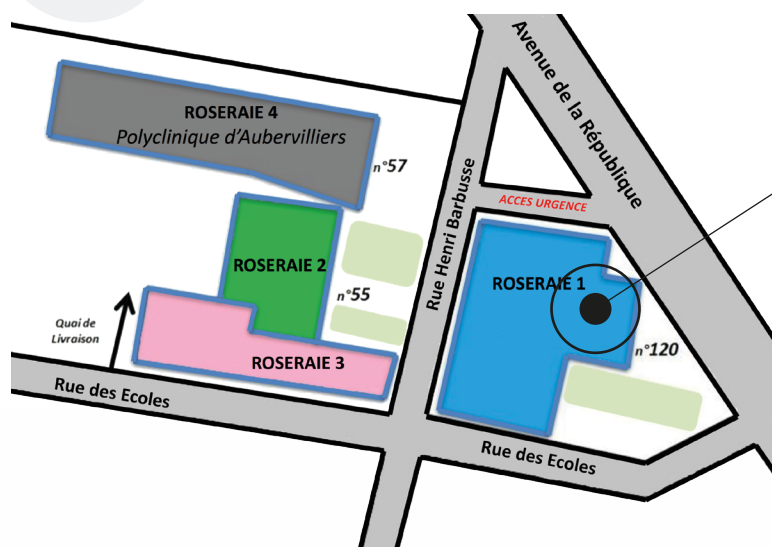 Avenue de la République
ROSERAIE 4
Polyclinique d'Aubervilliers
n°57
Rue Henri Barbusse
ACCES URGENCE
ROSERAIE 2
ROSERAIE 1
n°55
Quai de
Livraison
n°120
ROSERAIE 3
Rue des Ecoles
Rue des Ecoles